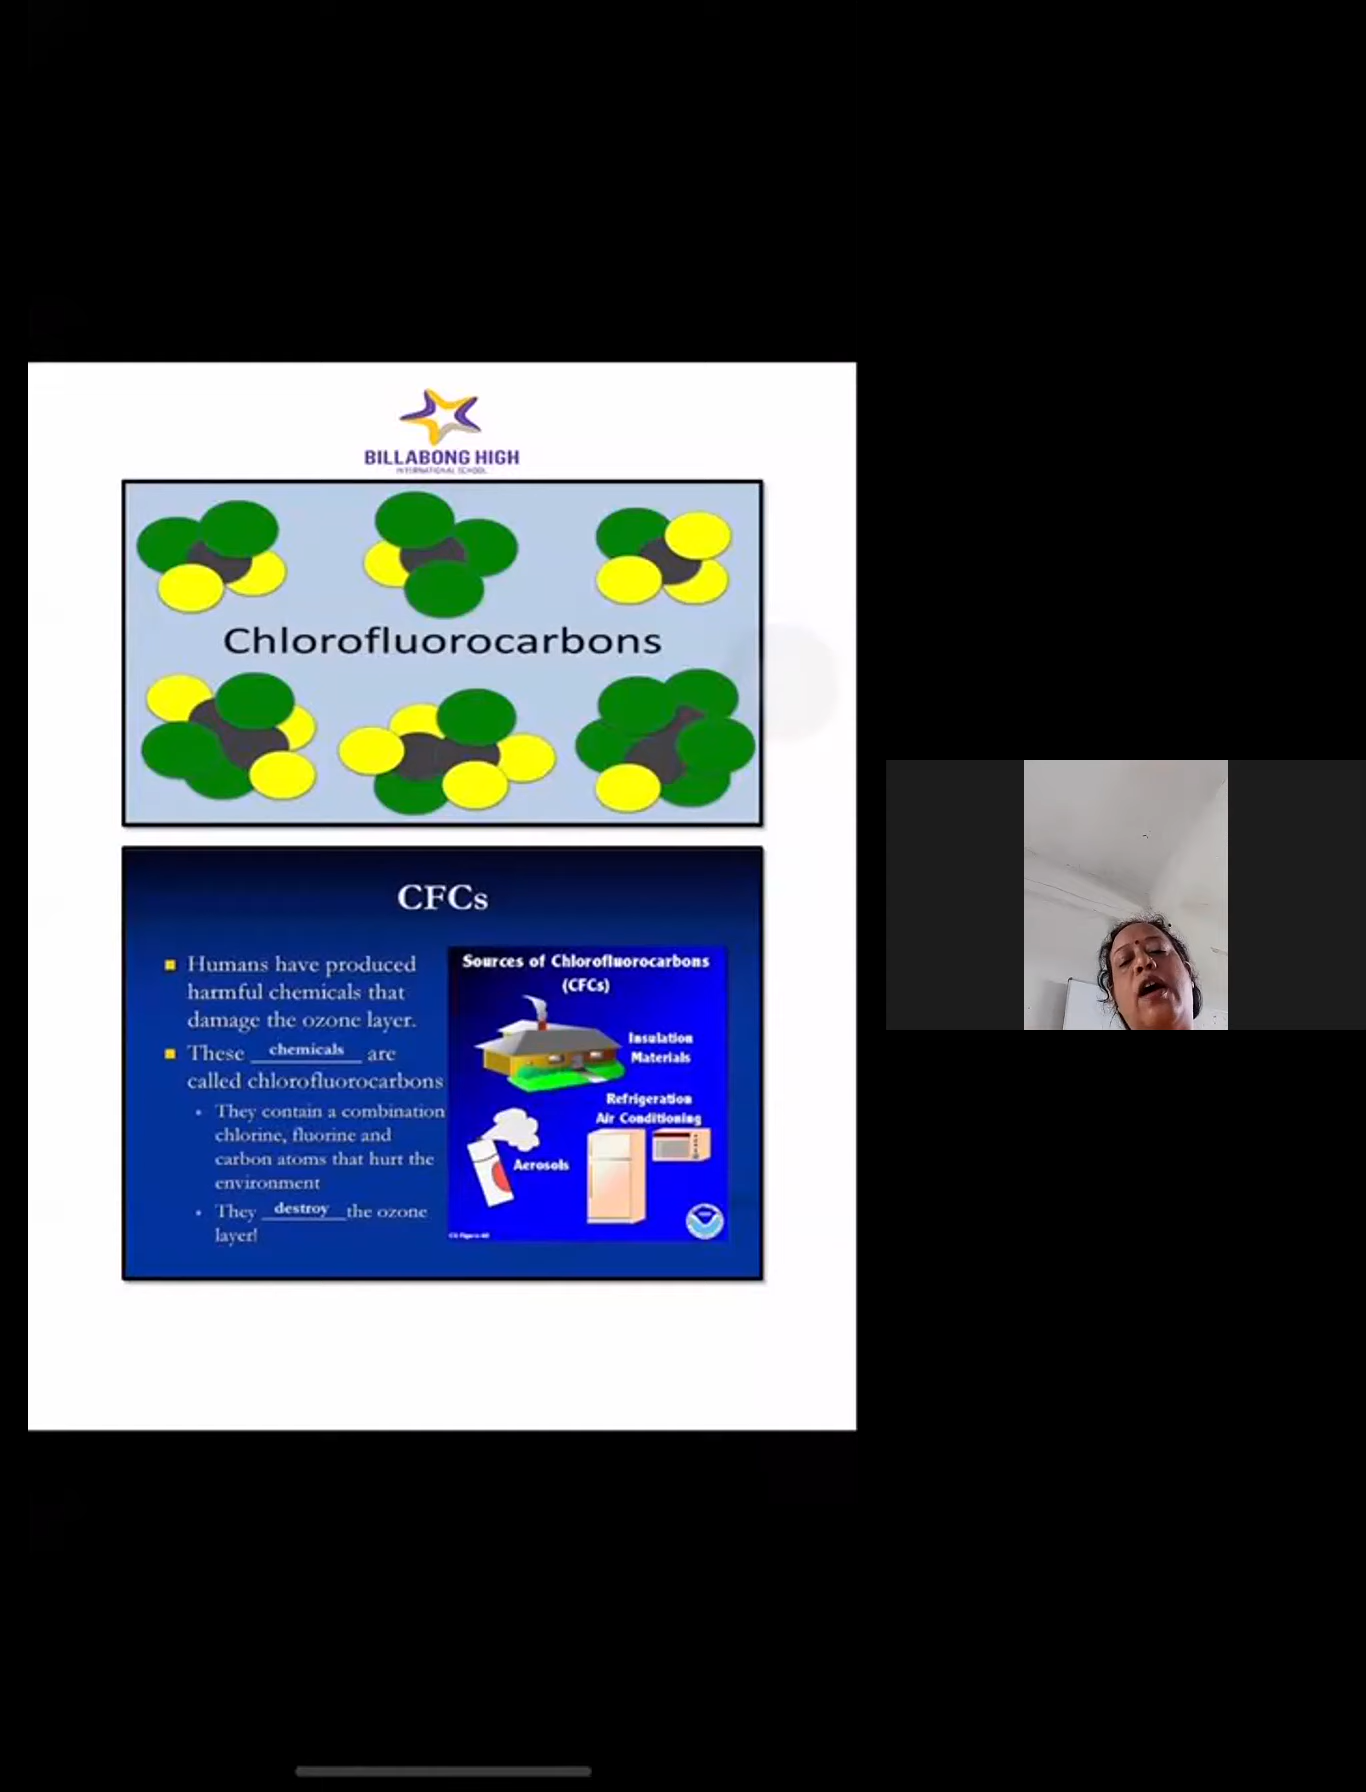 BILLABONG HIGH
INTERNATIONAL SCHOOL
Chlorofluorocarbons
CFCs
Humans have produced
harmful chemicals that
damage the ozone layer.
These chemicals are
called chlorofluorocarbons
They contain a combination
chlorine, fluorine and
carbon atoms that hurt the
environment
They destroy the ozone
layer!
Sources of Chlorofluorocarbons
(CFCs)
Insulation
Materials
Refrigeration
Air Conditioning
Aerosols